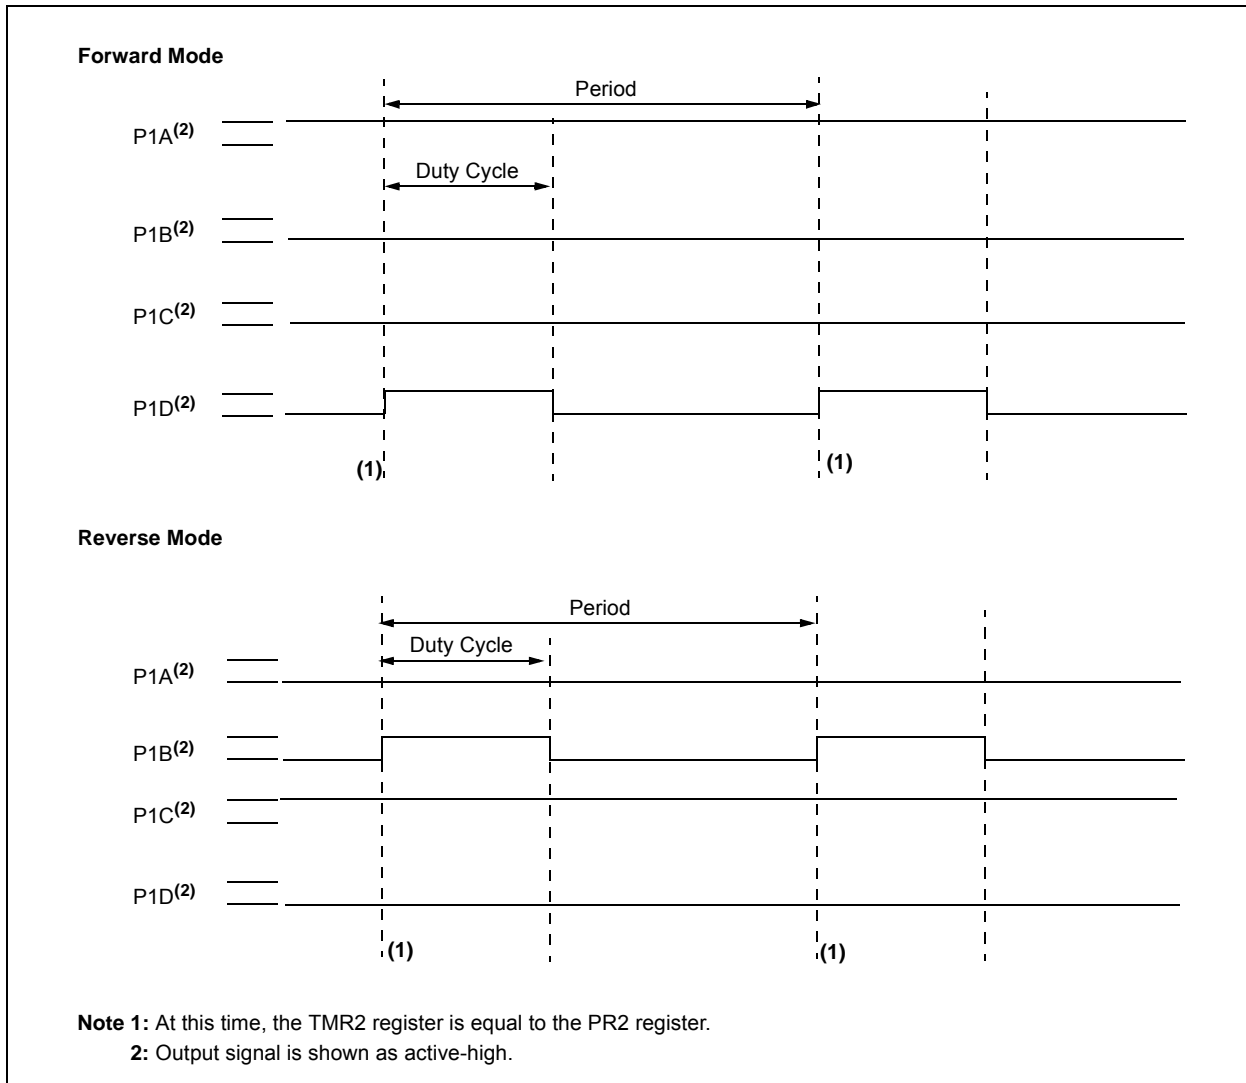 Forward Mode
Period
P1A(2)
Duty Cycle
P1B(2)
P1C(2)
P1D(2)
(1)
(1)
Reverse Mode
Period
Duty Cycle
P1A(2)
P1B(2)
P1C(2)
P1D(2)
(1)
(1)
Note 1: At this time, the TMR2 register is equal to the PR2 register.
2: Output signal is shown as active-high.